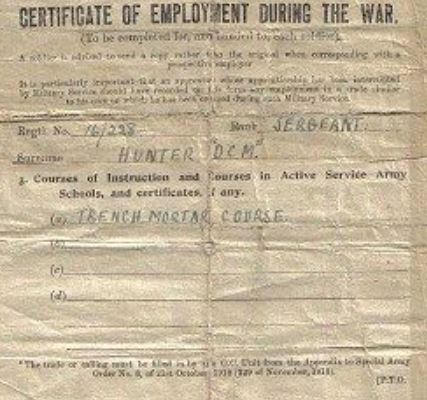 CERTIFICATE OF EMPLOYMENT DURING THE WAR.
(To be completed for, and handed to, each soldier).
A soldier is advised to send a copy rather than the original when corresponding with a
prospective employer
It is particularly important that an apprentice whose apprenticeship has been interrupted
by Military Service should have recorded on this form any employment in a trade similar
to his own on which he has been engaged during such Military Service.
Regtl. No. 16/228. Rank SERGEANT.
Surname HUNTER "D.C.M."
3. Courses of Instruction and Courses in Active Service Army
Schools, and certificates, if any.
(a) TRENCH MORTAR COURSE.
(b)
(c)
(d)
*The trade or calling must be filled in by the Unit from the Appendix to Special Army
Order No. 8, of 21st October 1918 of November, 1918).
[P.T.O.